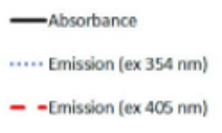 Absorbance
Emission (ex 354 nm)
Emission (ex 405 nm)